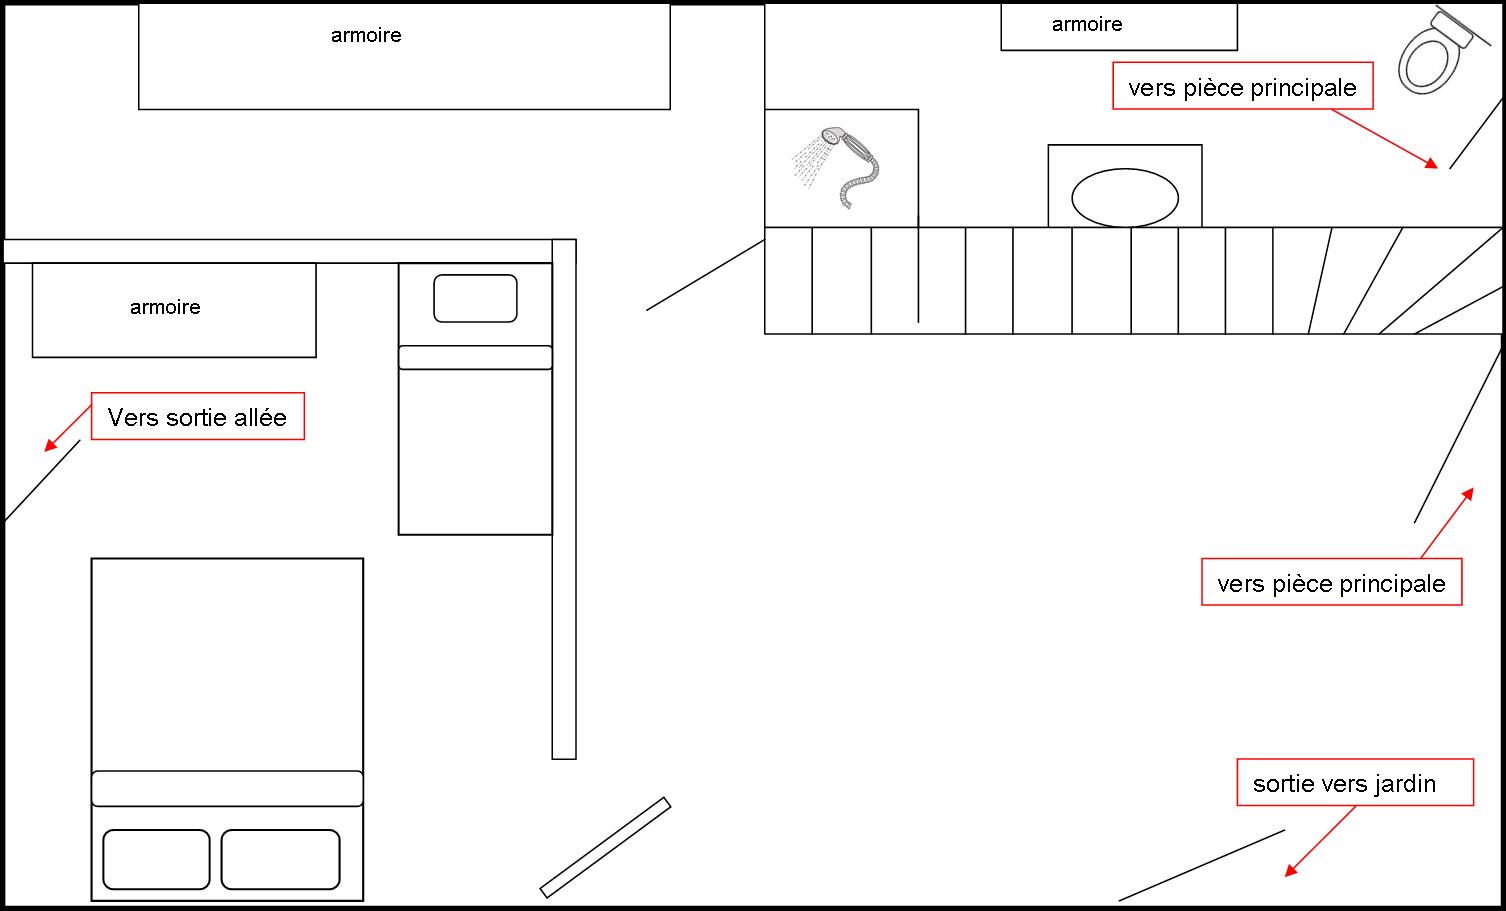 armoire
armoire
vers pièce principale
armoire
Vers sortie allée
vers pièce principale
sortie vers jardin